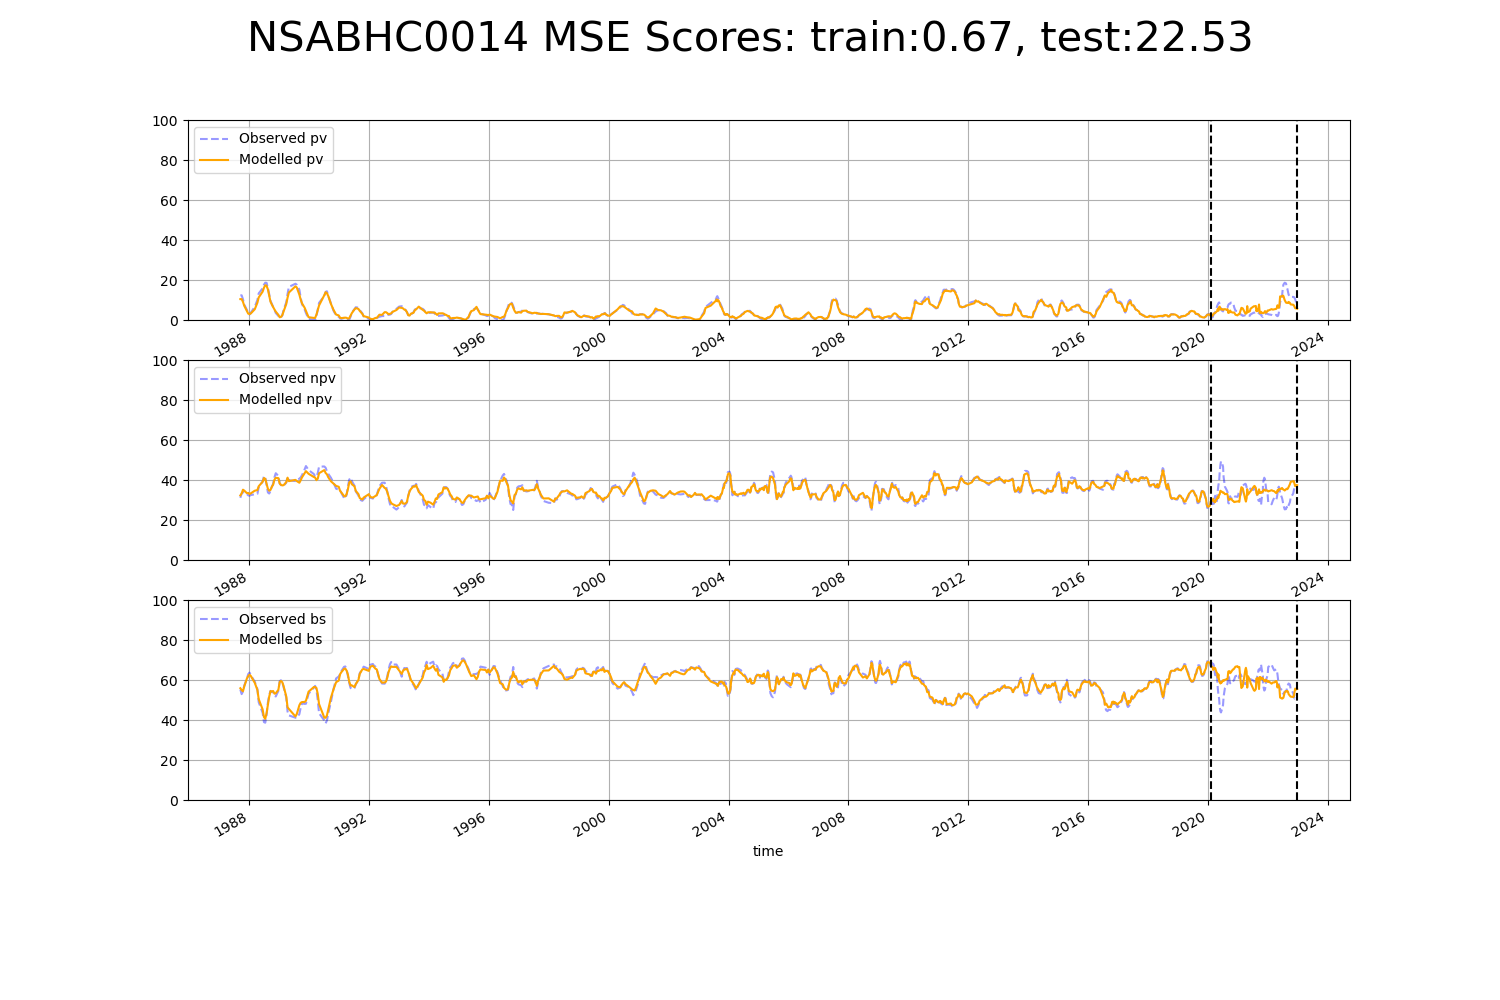 NSABHC0014 MSE Scores: train:0.67, test:22.53
100
80
60
40
20
0
Observed pv
Modelled pv
1988 1992 1996 2000 2004 2008 2012 2016 2020 2024
100
80
60
40
20
0
Observed npv
Modelled npv
1988 1992 1996 2000 2004 2008 2012 2016 2020 2024
100
80
60
40
20
0
Observed bs
Modelled bs
1988 1992 1996 2000 2004 2008 2012 2016 2020 2024
time